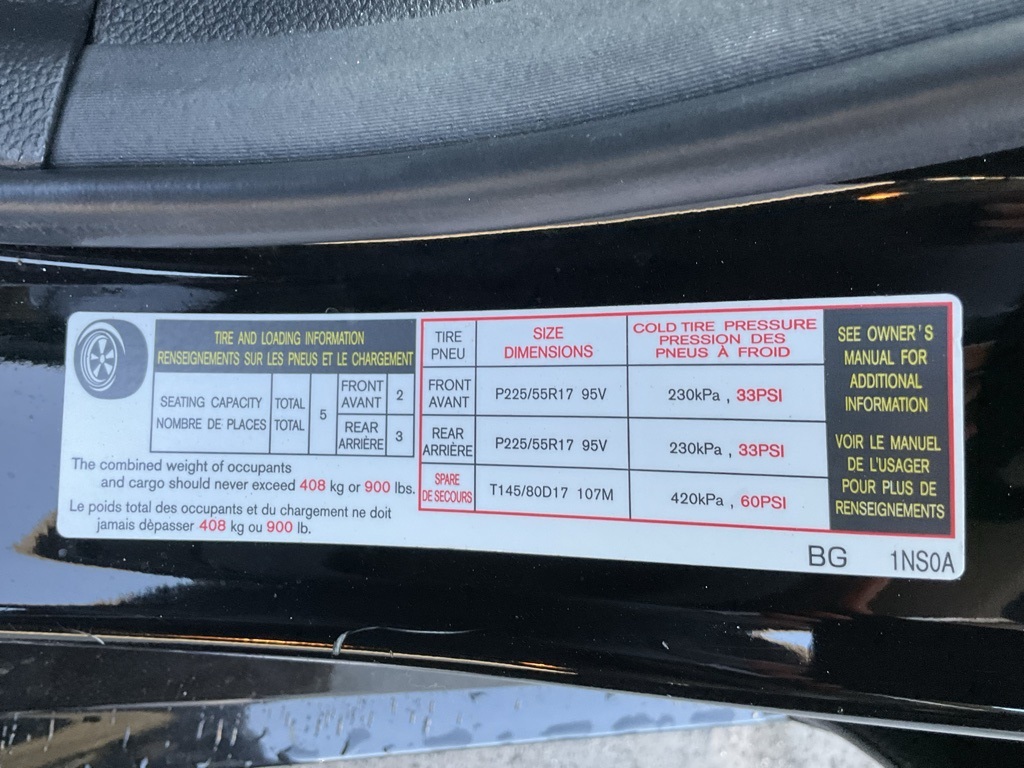 TIRE AND LOADING INFORMATION
RENSEIGNEMENTS SUR LES PNEUS ET LE CHARGEMENT
SEATING CAPACITY
NOMBRE DE PLACES
TOTAL
TOTAL
5
FRONT
AVANT
2
REAR
ARRIÈRE
3
The combined weight of occupants
and cargo should never exceed 408 kg or 900 lbs.
Le poids total des occupants et du chargement ne doit
jamais dèpasser 408 kg ou 900 lb.
TIRE
PNEU
SIZE
DIMENSIONS
COLD TIRE PRESSURE
PRESSION DES
PNEUS À FROID
FRONT
AVANT
P225/55R17 95V
230kPa , 33PSI
REAR
ARRIÈRE
P225/55R17 95V
230kPa , 33PSI
SPARE
DE SECOURS
T145/80D17 107M
420kPa , 60PSI
SEE OWNER'S
MANUAL FOR
ADDITIONAL
INFORMATION
VOIR LE MANUEL
DE L'USAGER
POUR PLUS DE
RENSEIGNEMENTS
BG 1NS0A